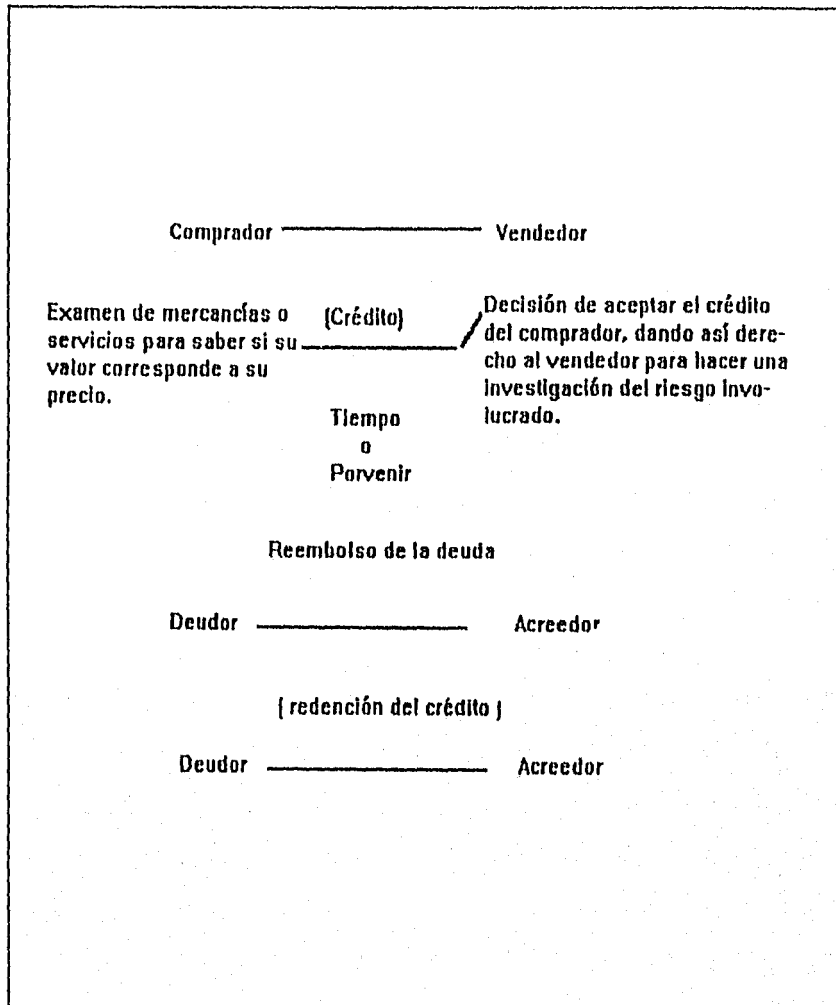 Comprador Vendedor
Examen de mercancías o
servicios para saber si su
valor corresponde a su
precio.
(Crédito)
Decisión de aceptar el crédito
del comprador, dando así dere-
cho al vendedor para hacer una
investigación del riesgo invo-
lucrado.
Tiempo
o
Porvenir
Reembolso de la deuda
Deudor Acreedor
( redención del crédito )
Deudor Acreedor